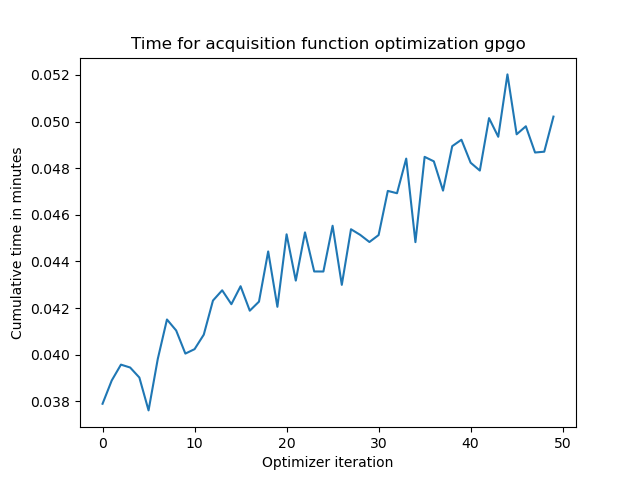 Time for acquisition function optimization gpgo
0.052
0.050
0.048
0.046
0.044
0.042
0.040
0.038
Cumulative time in minutes
0 10 20 30 40 50
Optimizer iteration